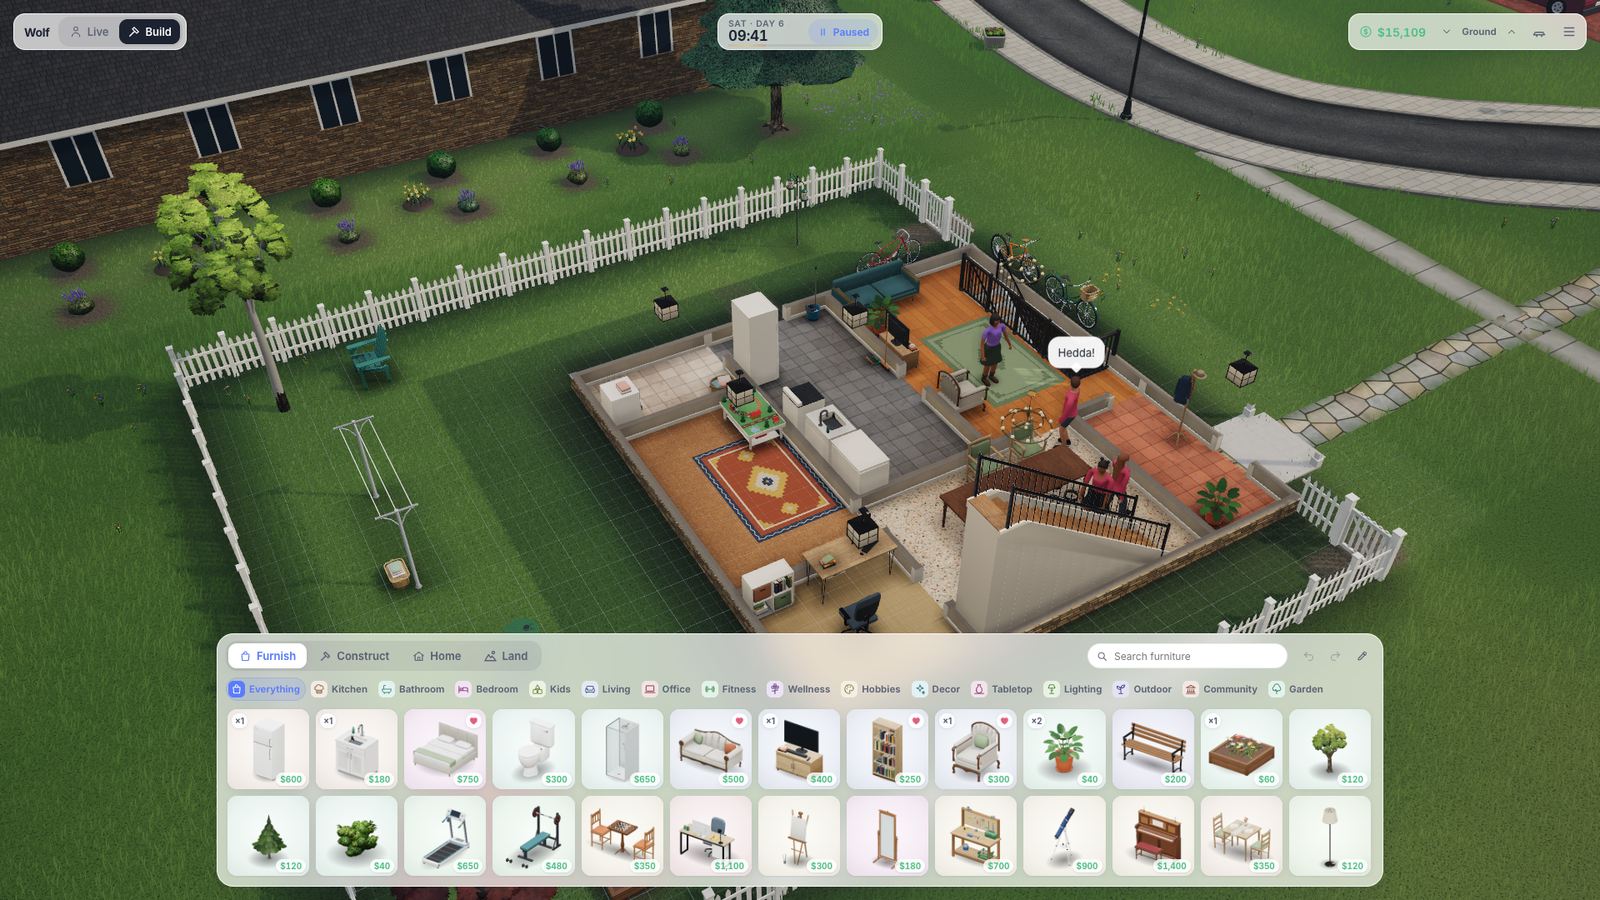 Wolf
Live
Build
SAT · DAY 6
09:41
Paused
$15,109
Ground
Hedda!
Furnish
Construct
Home
Land
Search furniture
Everything
Kitchen
Bathroom
Bedroom
Kids
Living
Office
Fitness
Wellness
Hobbies
Decor
Tabletop
Lighting
Outdoor
Community
Garden
×1
$600
×1
$180
$750
$300
$650
$500
×1
$400
$250
×1
$300
×2
$40
$200
×1
$60
$120
$120
$40
$650
$480
$350
$1,100
$300
$180
$700
$900
$1,400
$350
$120